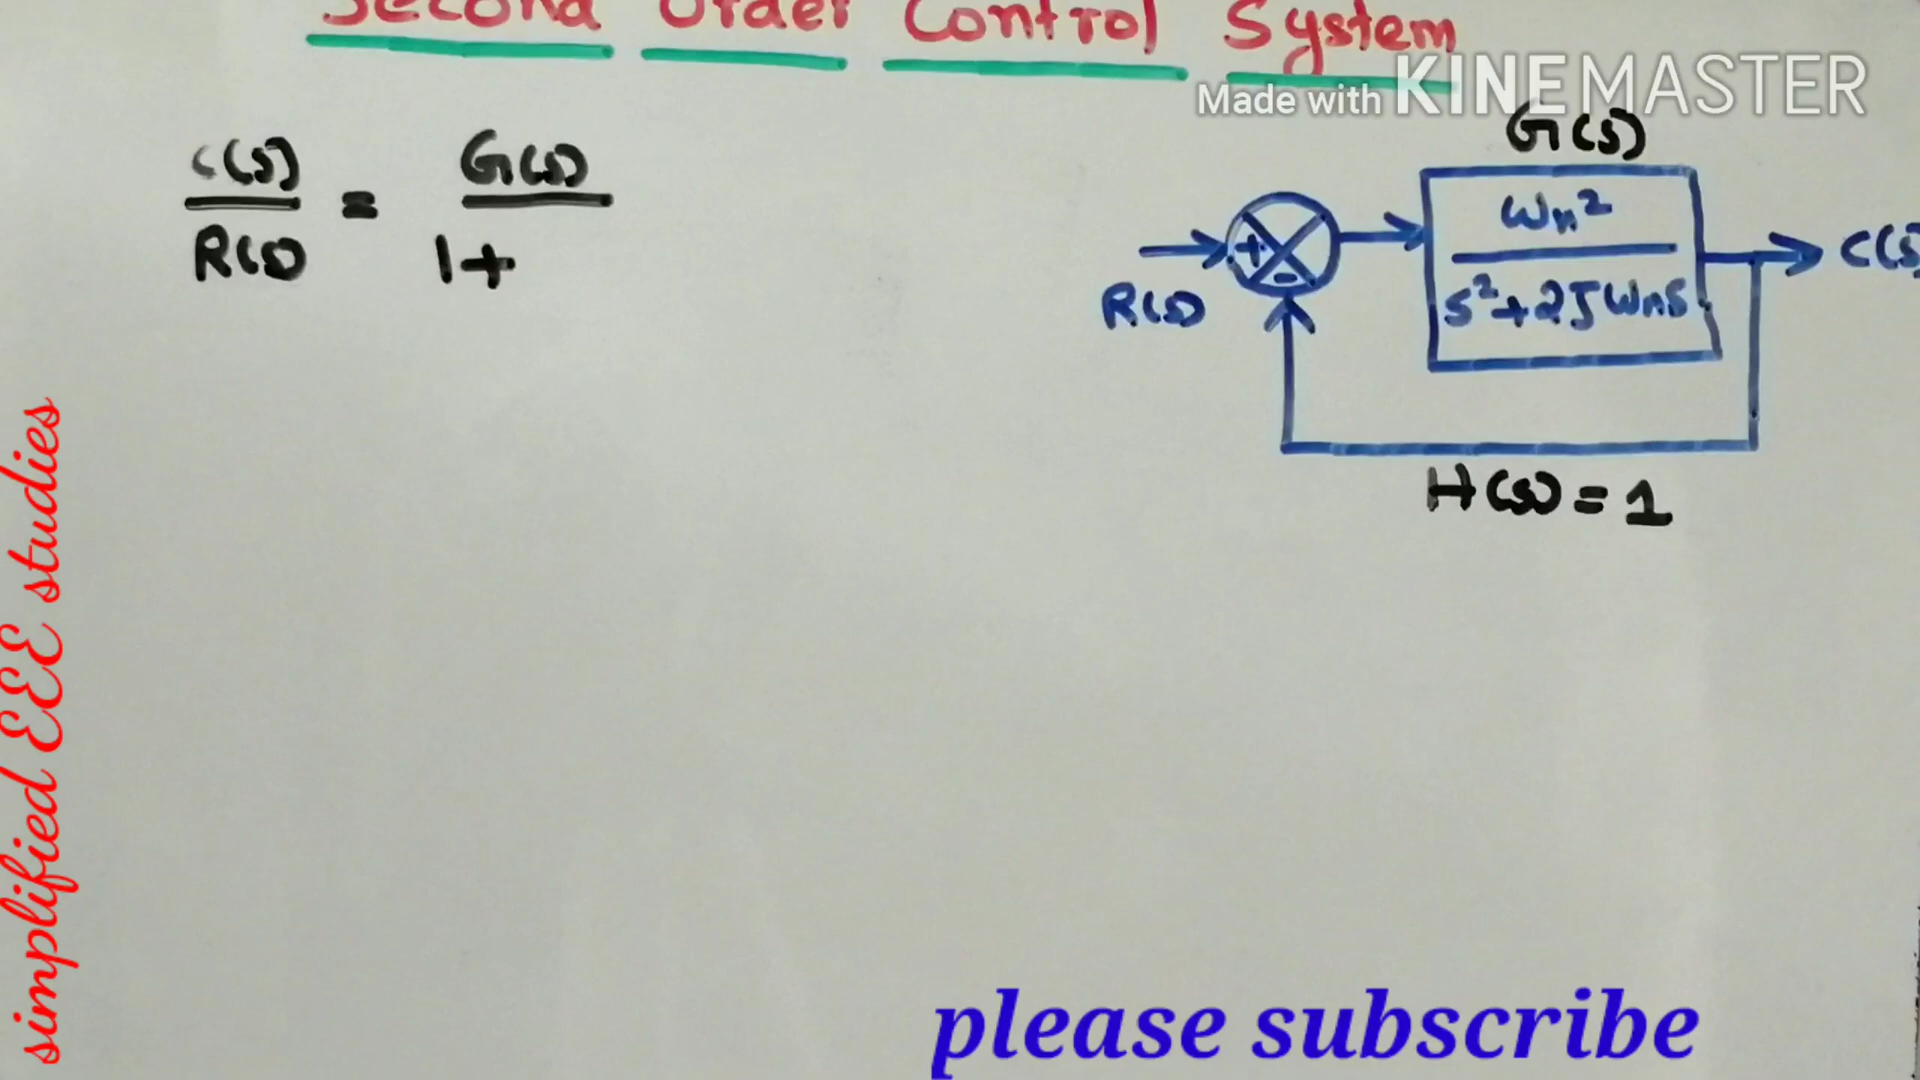 Second Order Control System
Made with KINEMASTER
C(s) / R(s) = G(s) / 1+
G(s)
ωn² / s²+2ζωns
+
-
R(s)
C(s)
H(s) = 1
simplified EEE studies
please subscribe